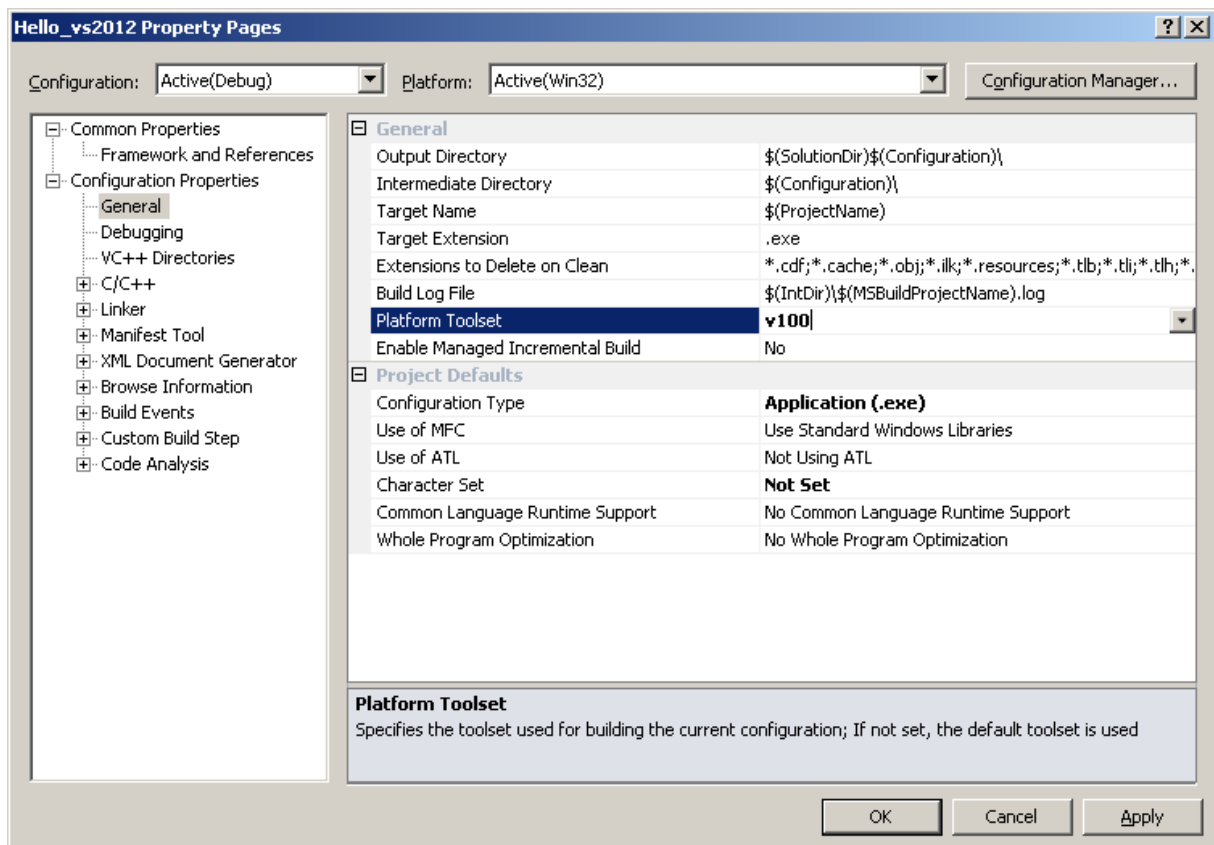 Hello_vs2012 Property Pages
Configuration: Active(Debug) Platform: Active(Win32) Configuration Manager...
Common Properties
Framework and References
Configuration Properties
General
Debugging
VC++ Directories
C/C++
Linker
Manifest Tool
XML Document Generator
Browse Information
Build Events
Custom Build Step
Code Analysis
General
Output Directory $(SolutionDir)$(Configuration)\
Intermediate Directory $(Configuration)\
Target Name $(ProjectName)
Target Extension .exe
Extensions to Delete on Clean *.cdf;*.cache;*.obj;*.ilk;*.resources;*.tlb;*.tli;*.tlh;*.
Build Log File $(IntDir)\$(MSBuildProjectName).log
Platform Toolset v100
Enable Managed Incremental Build No
Project Defaults
Configuration Type Application (.exe)
Use of MFC Use Standard Windows Libraries
Use of ATL Not Using ATL
Character Set Not Set
Common Language Runtime Support No Common Language Runtime Support
Whole Program Optimization No Whole Program Optimization
Platform Toolset
Specifies the toolset used for building the current configuration; If not set, the default toolset is used
OK Cancel Apply